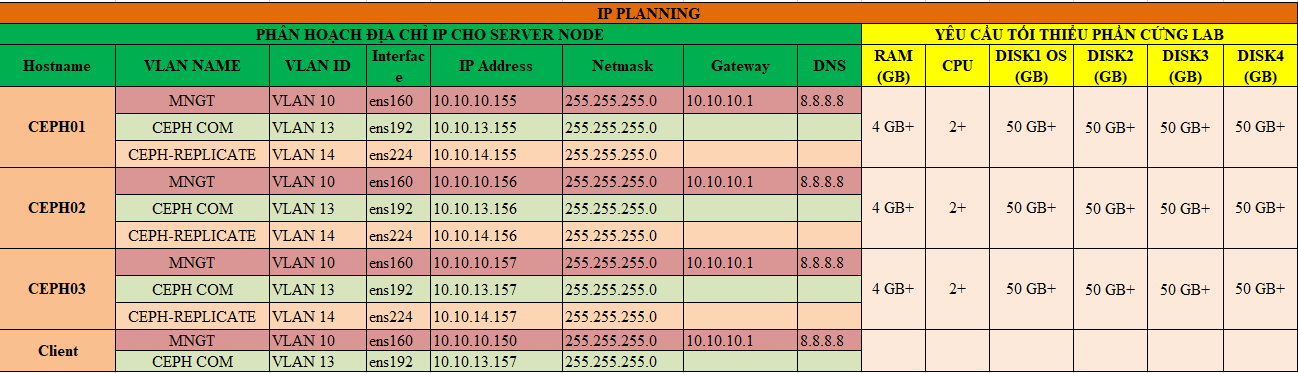 IP PLANNING
PHÂN HOẠCH ĐỊA CHỈ IP CHO SERVER NODE YÊU CẦU TỐI THIỂU PHẦN CỨNG LAB
Hostname VLAN NAME VLAN ID Interfac e IP Address Netmask Gateway DNS RAM (GB) CPU DISK1 OS (GB) DISK2 (GB) DISK3 (GB) DISK4 (GB)
CEPH01 MNGT VLAN 10 ens160 10.10.10.155 255.255.255.0 10.10.10.1 8.8.8.8 4 GB+ 2+ 50 GB+ 50 GB+ 50 GB+ 50 GB+
CEPH COM VLAN 13 ens192 10.10.13.155 255.255.255.0
CEPH-REPLICATE VLAN 14 ens224 10.10.14.155 255.255.255.0
CEPH02 MNGT VLAN 10 ens160 10.10.10.156 255.255.255.0 10.10.10.1 8.8.8.8 4 GB+ 2+ 50 GB+ 50 GB+ 50 GB+ 50 GB+
CEPH COM VLAN 13 ens192 10.10.13.156 255.255.255.0
CEPH-REPLICATE VLAN 14 ens224 10.10.14.156 255.255.255.0
CEPH03 MNGT VLAN 10 ens160 10.10.10.157 255.255.255.0 10.10.10.1 8.8.8.8 4 GB+ 2+ 50 GB+ 50 GB+ 50 GB+ 50 GB+
CEPH COM VLAN 13 ens192 10.10.13.157 255.255.255.0
CEPH-REPLICATE VLAN 14 ens224 10.10.14.157 255.255.255.0
Client MNGT VLAN 10 ens160 10.10.10.150 255.255.255.0 10.10.10.1 8.8.8.8
CEPH COM VLAN 13 ens192 10.10.13.157 255.255.255.0